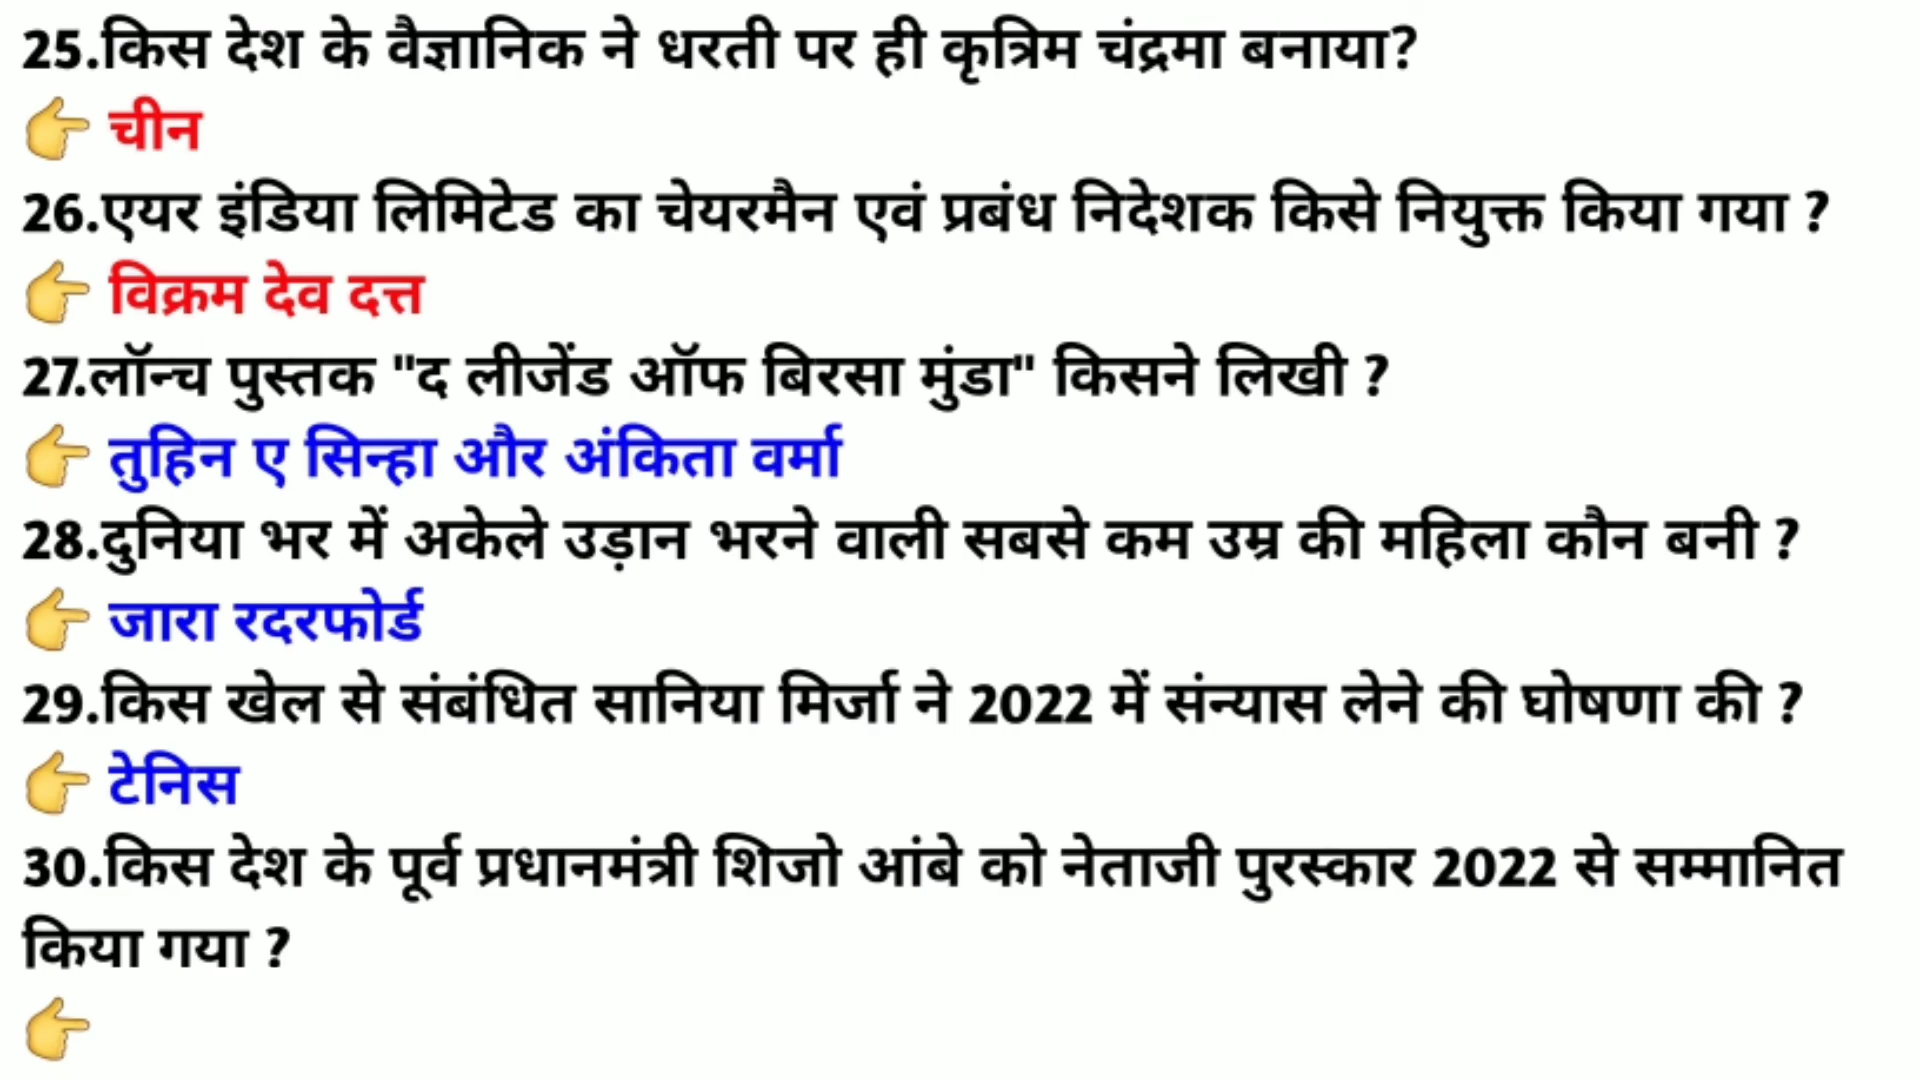 25.किस देश के वैज्ञानिक ने धरती पर ही कृत्रिम चंद्रमा बनाया?
👉 चीन
26.एयर इंडिया लिमिटेड का चेयरमैन एवं प्रबंध निदेशक किसे नियुक्त किया गया ?
👉 विक्रम देव दत्त
27.लॉन्च पुस्तक "द लीजेंड ऑफ बिरसा मुंडा" किसने लिखी ?
👉 तुहिन ए सिन्हा और अंकिता वर्मा
28.दुनिया भर में अकेले उड़ान भरने वाली सबसे कम उम्र की महिला कौन बनी ?
👉 जारा रदरफोर्ड
29.किस खेल से संबंधित सानिया मिर्जा ने 2022 में संन्यास लेने की घोषणा की ?
👉 टेनिस
30.किस देश के पूर्व प्रधानमंत्री शिजो आंबे को नेताजी पुरस्कार 2022 से सम्मानित
किया गया ?
👉